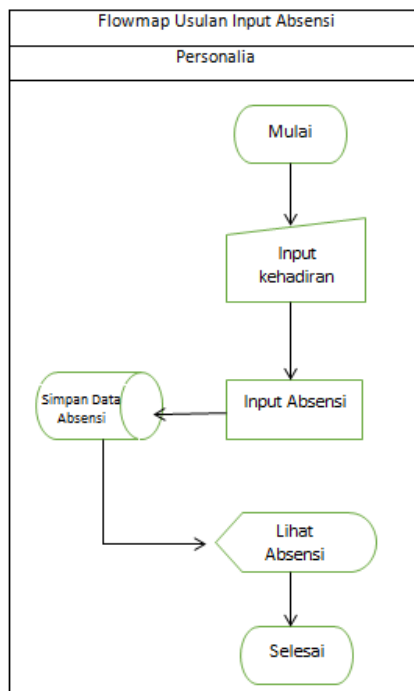 Flowmap Usulan Input Absensi
Personalia
Mulai
Input
kehadiran
Input Absensi
Simpan Data
Absensi
Lihat
Absensi
Selesai